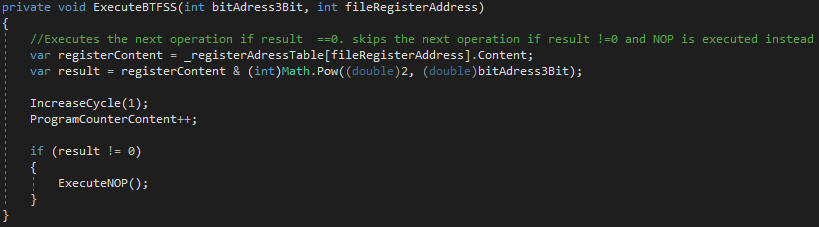 private void ExecuteBTFSS(int bitAdress3Bit, int fileRegisterAddress)
{
//Executes the next operation if result  ==0. skips the next operation if result !=0 and NOP is executed instead
var registerContent = _registerAdressTable[fileRegisterAddress].Content;
var result = registerContent & (int)Math.Pow((double)2, (double)bitAdress3Bit);
IncreaseCycle(1);
ProgramCounterContent++;
if (result != 0)
{
ExecuteNOP();
}
}